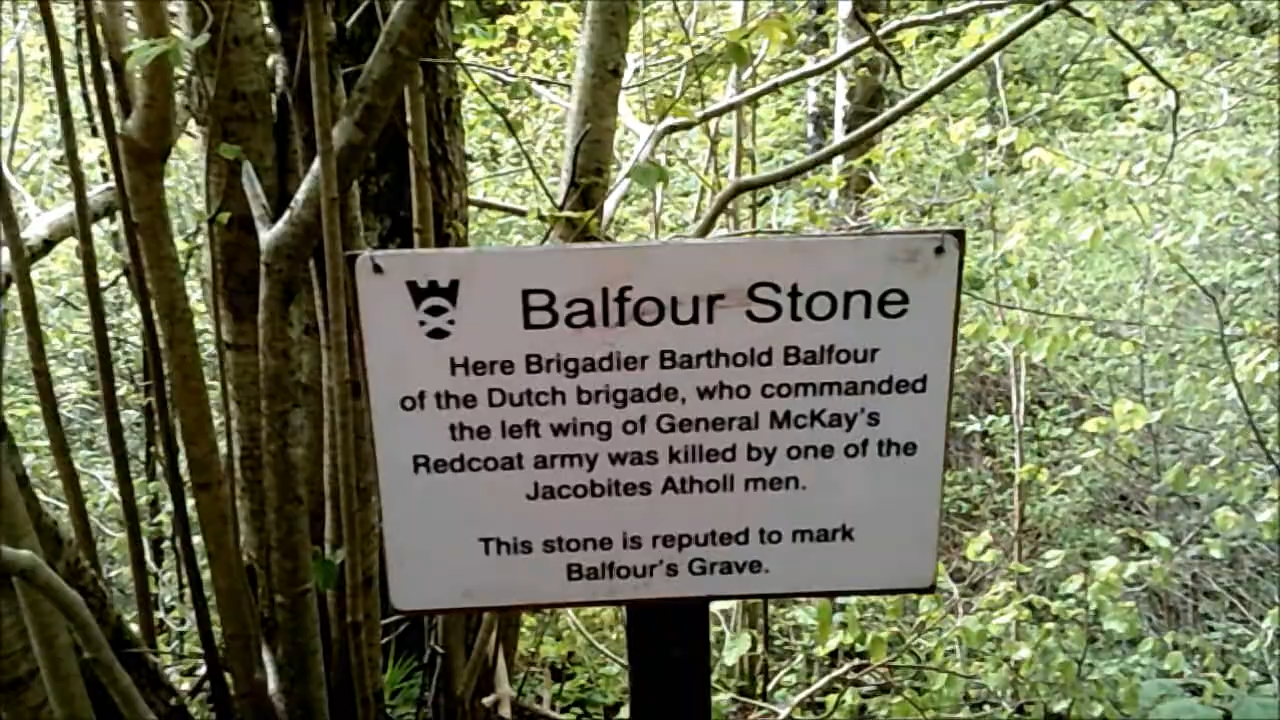 Balfour Stone
Here Brigadier Barthold Balfour
of the Dutch brigade, who commanded
the left wing of General McKay's
Redcoat army was killed by one of the
Jacobites Atholl men.
This stone is reputed to mark
Balfour's Grave.